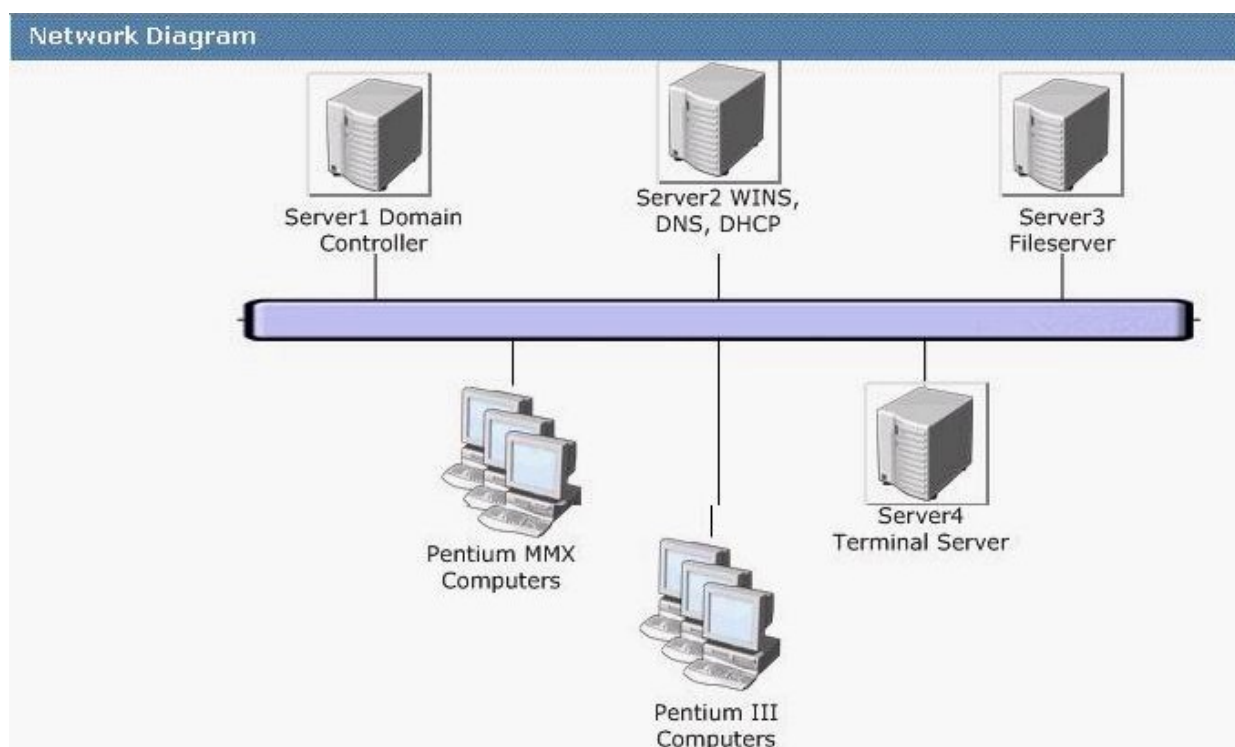 Network Diagram
Server1 Domain
Controller
Server2 WINS,
DNS, DHCP
Server3
Fileserver
Pentium MMX
Computers
Server4
Terminal Server
Pentium III
Computers